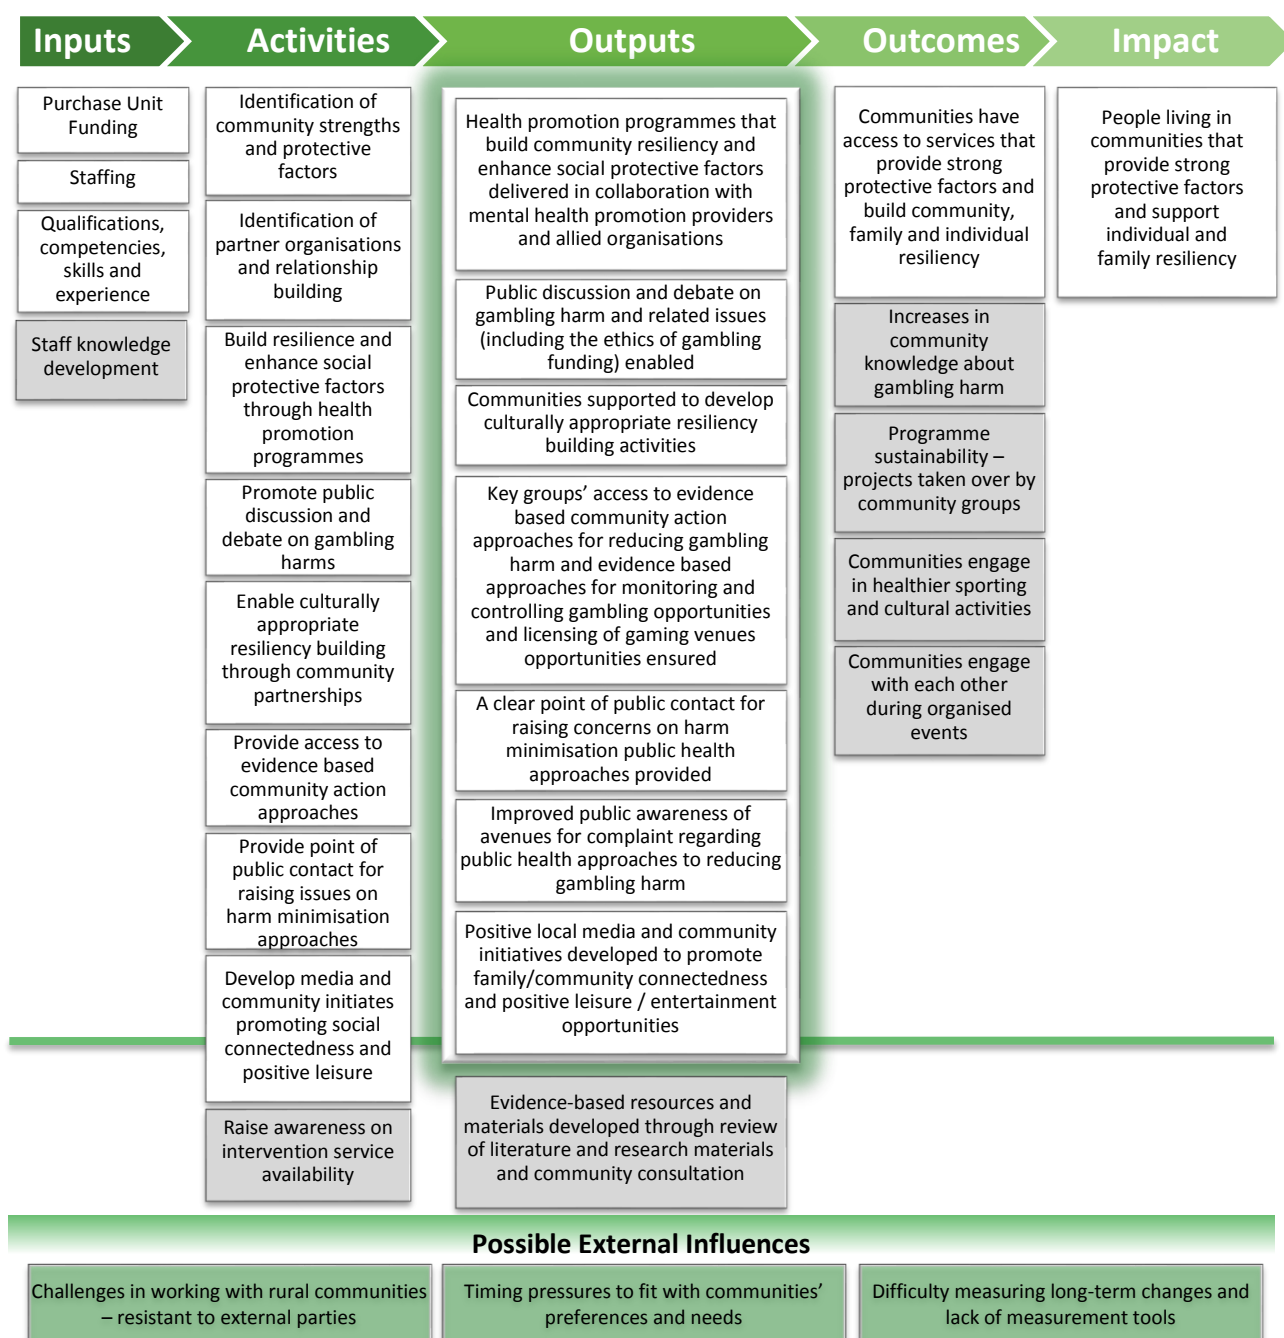 Inputs
Activities
Outputs
Outcomes
Impact
Purchase Unit
Funding
Staffing
Qualifications,
competencies,
skills and
experience
Staff knowledge
development
Identification of
community strengths
and protective
factors
Identification of
partner organisations
and relationship
building
Build resilience and
enhance social
protective factors
through health
promotion
programmes
Promote public
discussion and
debate on gambling
harms
Enable culturally
appropriate
resiliency building
through community
partnerships
Provide access to
evidence based
community action
approaches
Provide point of
public contact for
raising issues on
harm minimisation
approaches
Develop media and
community initiates
promoting social
connectedness and
positive leisure
Raise awareness on
intervention service
availability
Health promotion programmes that
build community resiliency and
enhance social protective factors
delivered in collaboration with
mental health promotion providers
and allied organisations
Public discussion and debate on
gambling harm and related issues
(including the ethics of gambling
funding) enabled
Communities supported to develop
culturally appropriate resiliency
building activities
Key groups’ access to evidence
based community action
approaches for reducing gambling
harm and evidence based
approaches for monitoring and
controlling gambling opportunities
and licensing of gaming venues
opportunities ensured
A clear point of public contact for
raising concerns on harm
minimisation public health
approaches provided
Improved public awareness of
avenues for complaint regarding
public health approaches to reducing
gambling harm
Positive local media and community
initiatives developed to promote
family/community connectedness
and positive leisure / entertainment
opportunities
Evidence-based resources and
materials developed through review
of literature and research materials
and community consultation
Communities have
access to services that
provide strong
protective factors and
build community,
family and individual
resiliency
Increases in
community
knowledge about
gambling harm
Programme
sustainability –
projects taken over by
community groups
Communities engage
in healthier sporting
and cultural activities
Communities engage
with each other
during organised
events
People living in
communities that
provide strong
protective factors
and support
individual and
family resiliency
Possible External Influences
Challenges in working with rural communities
– resistant to external parties
Timing pressures to fit with communities’
preferences and needs
Difficulty measuring long-term changes and
lack of measurement tools